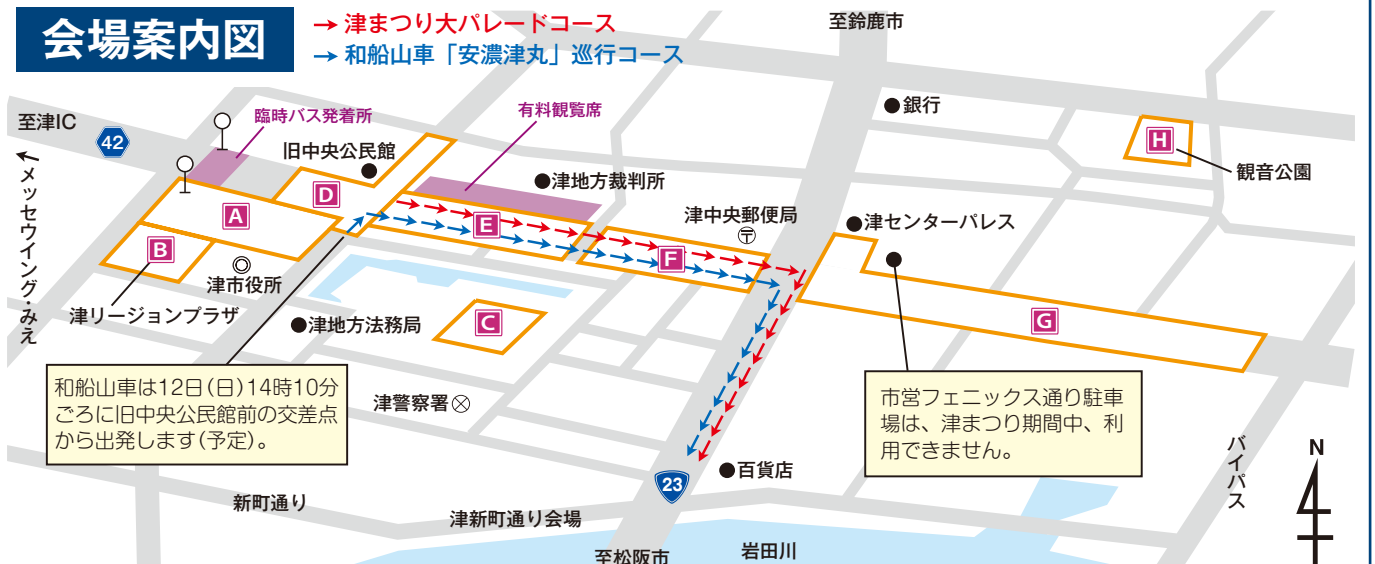 会場案内図
→ 津まつり大パレードコース
→ 和船山車「安濃津丸」巡行コース
至鈴鹿市
至津IC
42
臨時バス発着所
有料観覧席
●銀行
旧中央公民館
●津地方裁判所
H
観音公園
←メッセウイング・みえ
A
D
E
津中央郵便局
〒
●津センターパレス
B
◎
津市役所
F
津リージョンプラザ
●津地方法務局
C
G
和船山車は12日(日)14時10分
ごろに旧中央公民館前の交差点
から出発します(予定)。
津警察署⊗
市営フェニックス通り駐車
場は、津まつり期間中、利
用できません。
バイパス
N
●百貨店
23
新町通り
津新町通り会場
至松阪市
岩田川